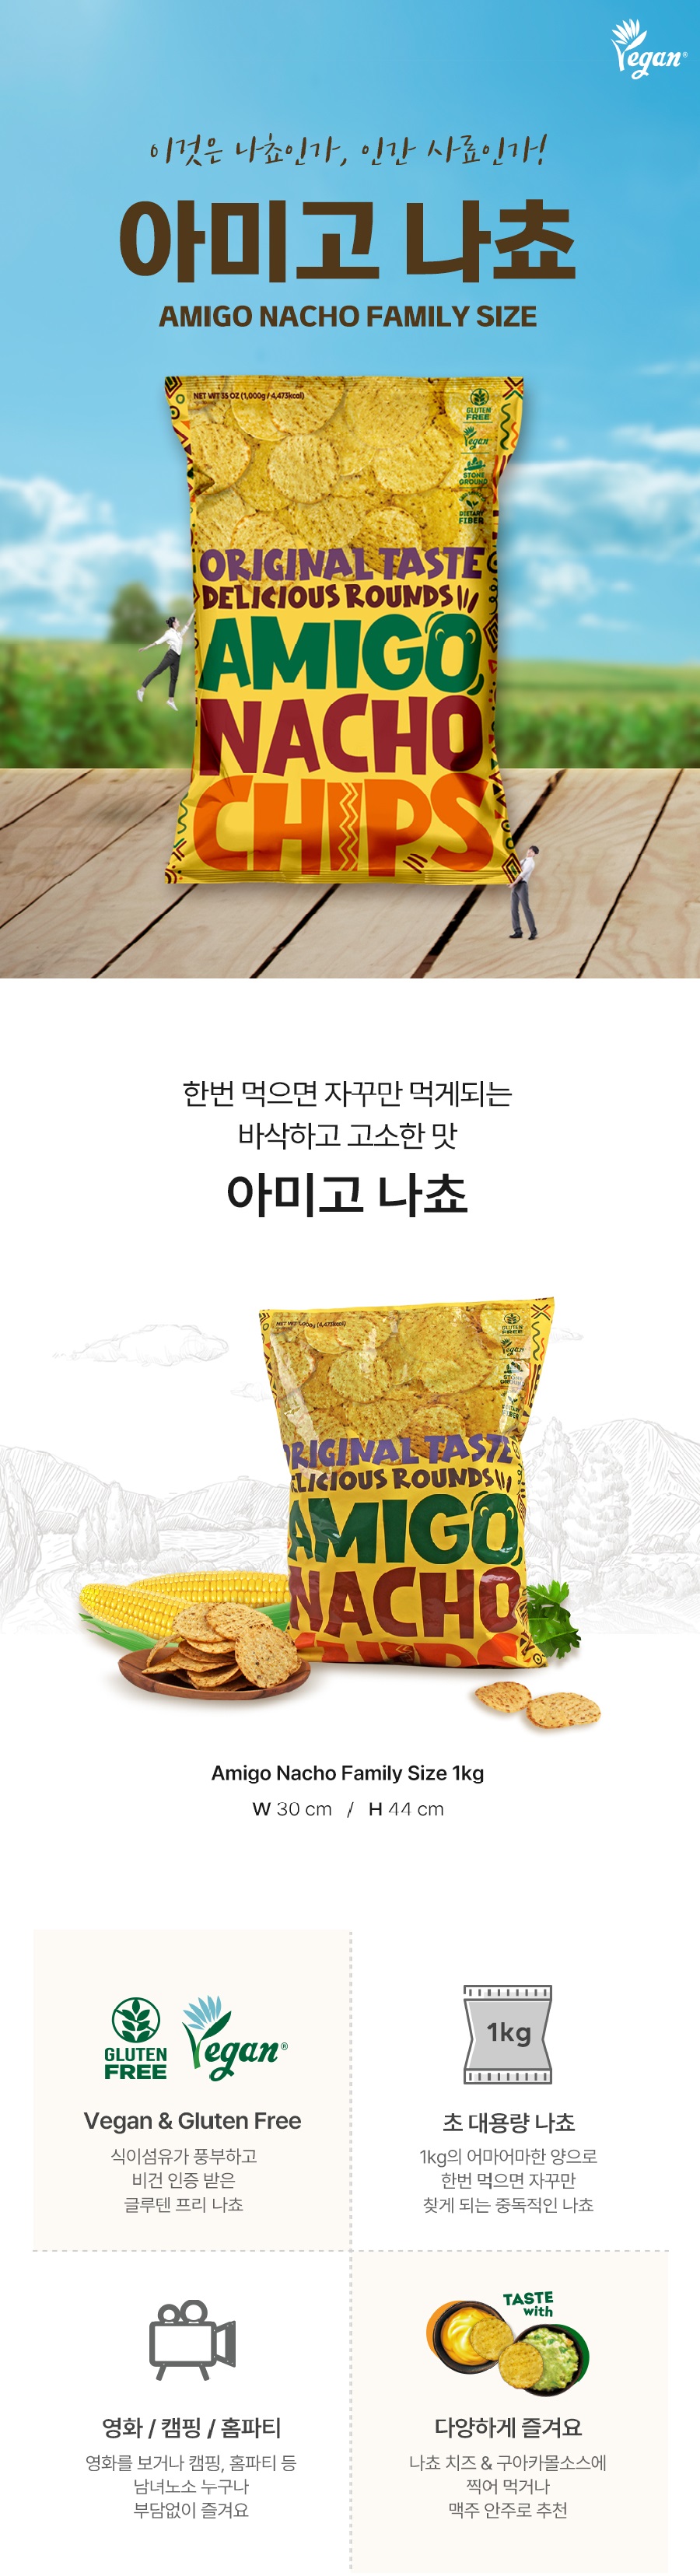 Vegan®
이것은 나쵸인가, 인간 사료인가!
아미고 나쵸
AMIGO NACHO FAMILY SIZE
NET WT 35 OZ (1,000g / 4,473kcal)
GLUTEN
FREE
Vegan
STONE
GROUND
DIETARY
FIBER
ORIGINAL TASTE
DELICIOUS ROUNDS
AMIGO
NACHO
CHIPS
한번 먹으면 자꾸만 먹게되는
바삭하고 고소한 맛
아미고 나쵸
GLUTEN
FREE
Vegan
RIGINAL TASTE
LICIOUS ROUNDS
AMIGO
NACHO
CHIPS
Amigo Nacho Family Size 1kg
W 30 cm / H 44 cm
GLUTEN
FREE
Vegan®
Vegan & Gluten Free
식이섬유가 풍부하고
비건 인증 받은
글루텐 프리 나쵸
1kg
초 대용량 나쵸
1kg의 어마어마한 양으로
한번 먹으면 자꾸만
찾게 되는 중독적인 나쵸
영화 / 캠핑 / 홈파티
영화를 보거나 캠핑, 홈파티 등
남녀노소 누구나
부담없이 즐겨요
TASTE
with
다양하게 즐겨요
나쵸 치즈 & 구아카몰소스에
찍어 먹거나
맥주 안주로 추천